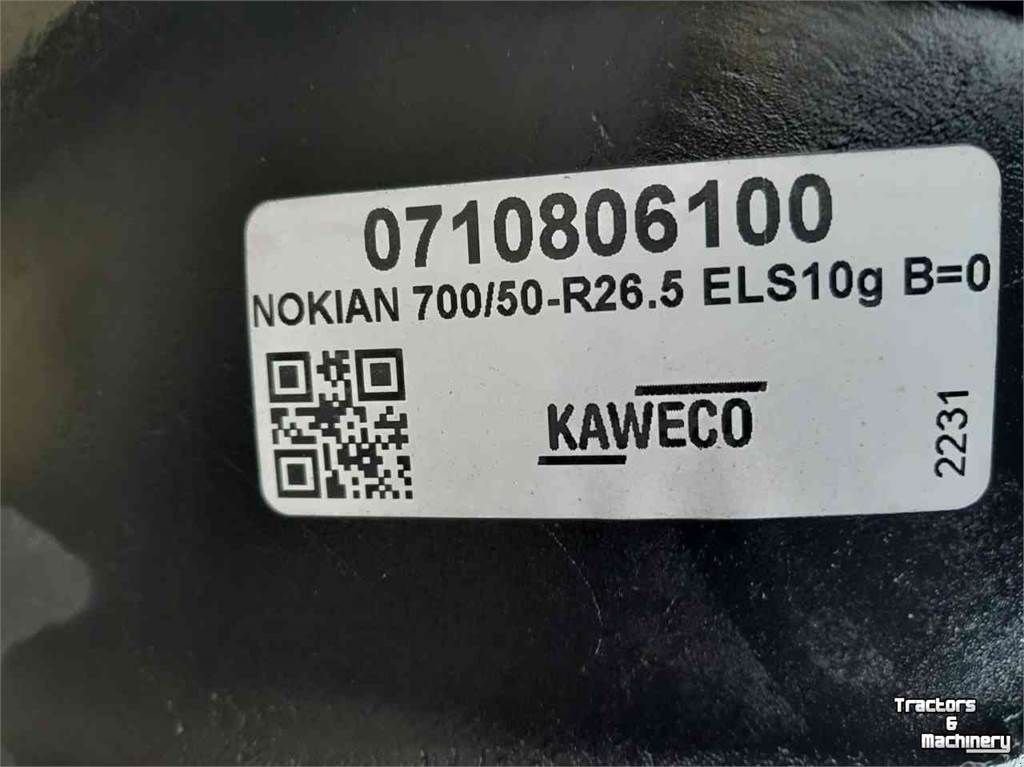 0710806100
NOKIAN 700/50-R26.5 ELS10g B=0
KAWECO
2231
Tractors
&
Machinery